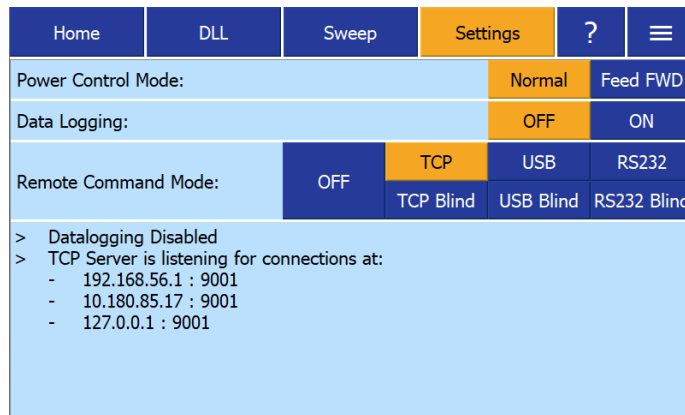 Home DLL Sweep Settings ? ≡
Power Control Mode: Normal Feed FWD
Data Logging: OFF ON
Remote Command Mode: OFF TCP USB RS232
TCP Blind USB Blind RS232 Blind
> Datalogging Disabled
> TCP Server is listening for connections at:
- 192.168.56.1 : 9001
- 10.180.85.17 : 9001
- 127.0.0.1 : 9001